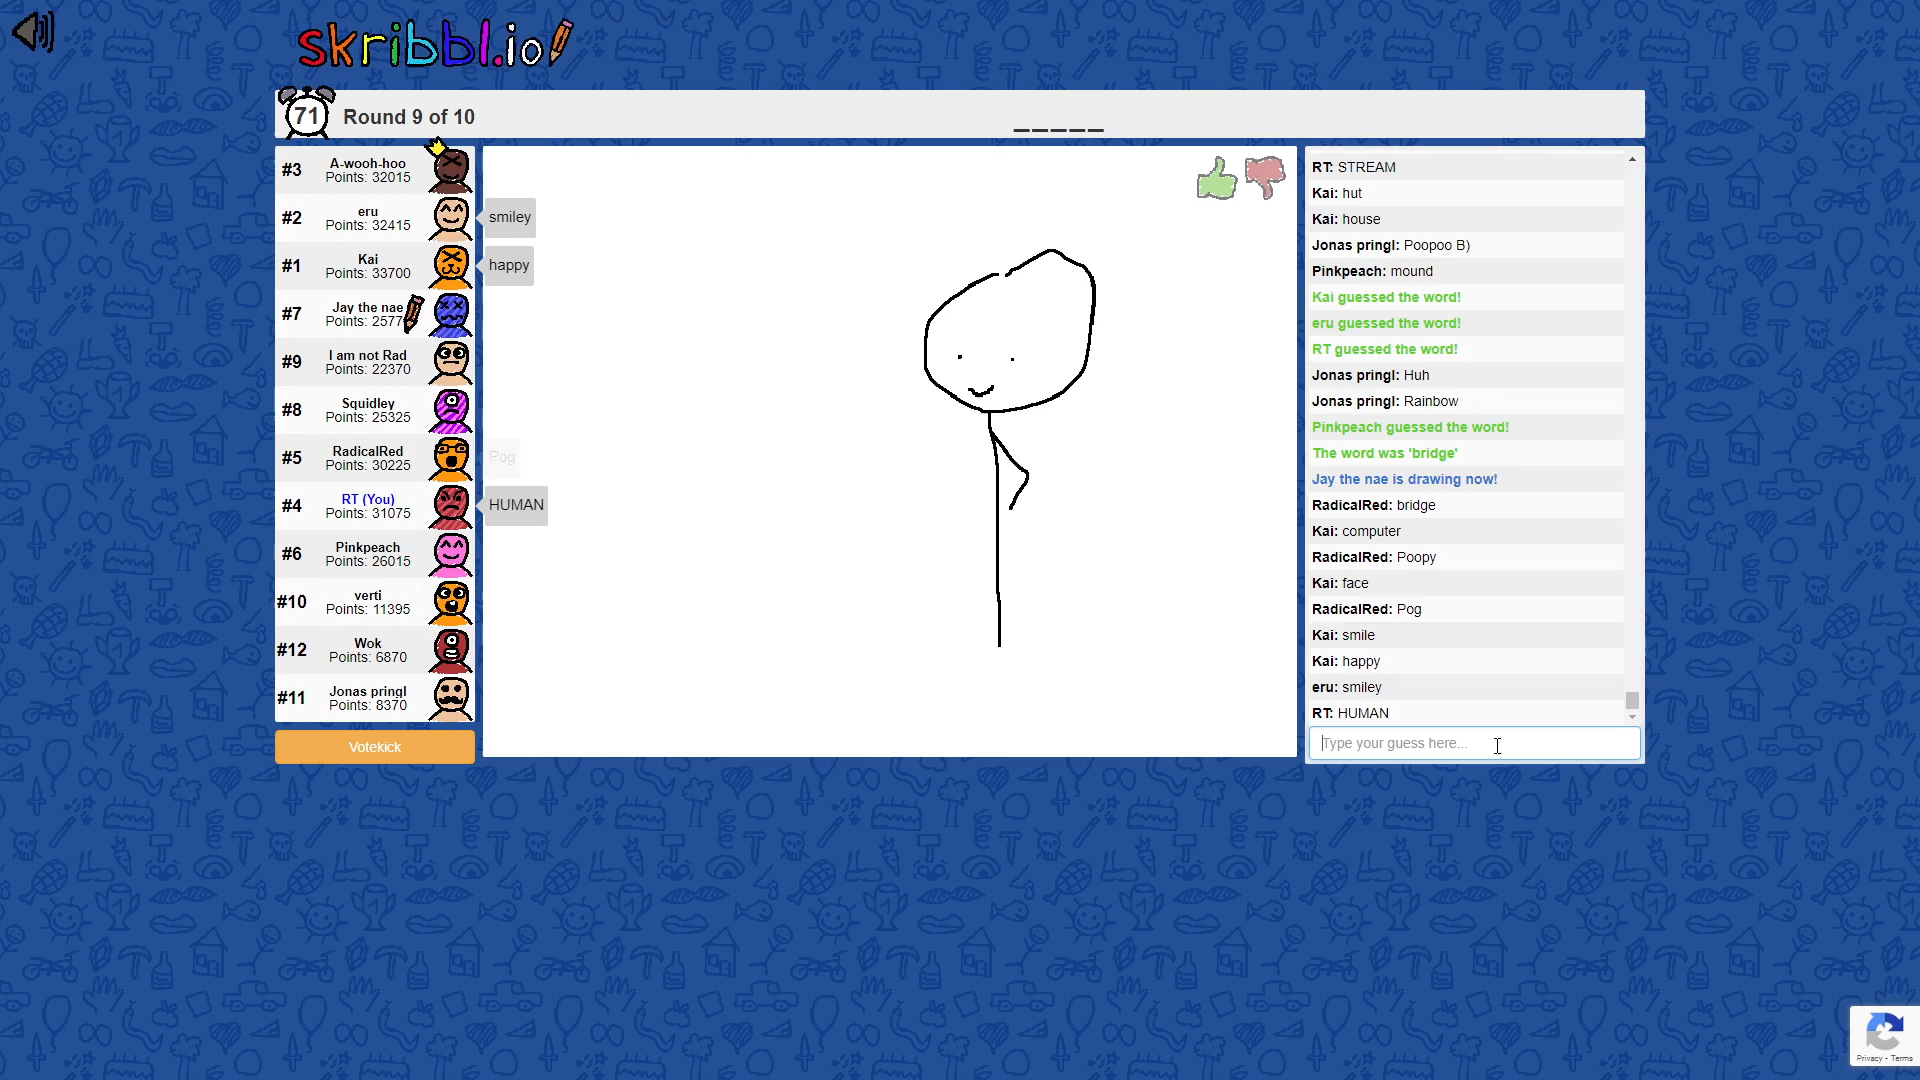 skribbl.io
71
Round 9 of 10
_ _ _ _ _
#3
A-wooh-hoo
Points: 32015
#2
eru
Points: 32415
smiley
#1
Kai
Points: 33700
happy
#7
Jay the nae
Points: 2577
#9
I am not Rad
Points: 22370
#8
Squidley
Points: 25325
#5
RadicalRed
Points: 30225
Pog
#4
RT (You)
Points: 31075
HUMAN
#6
Pinkpeach
Points: 26015
#10
verti
Points: 11395
#12
Wok
Points: 6870
#11
Jonas pringl
Points: 8370
Votekick
RT: STREAM
Kai: hut
Kai: house
Jonas pringl: Poopoo B)
Pinkpeach: mound
Kai guessed the word!
eru guessed the word!
RT guessed the word!
Jonas pringl: Huh
Jonas pringl: Rainbow
Pinkpeach guessed the word!
The word was 'bridge'
Jay the nae is drawing now!
RadicalRed: bridge
Kai: computer
RadicalRed: Poopy
Kai: face
RadicalRed: Pog
Kai: smile
Kai: happy
eru: smiley
RT: HUMAN
Type your guess here...
Privacy - Terms